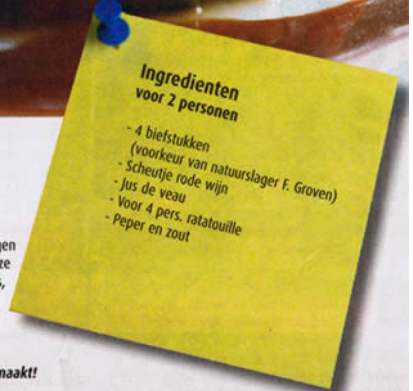 Ingredienten
voor 2 personen
- 4 biefstukken
(voorkeur van natuurslager F. Groven)
- Scheutje rode wijn
- Jus de veau
- Voor 4 pers. ratatouille
- Peper en zout